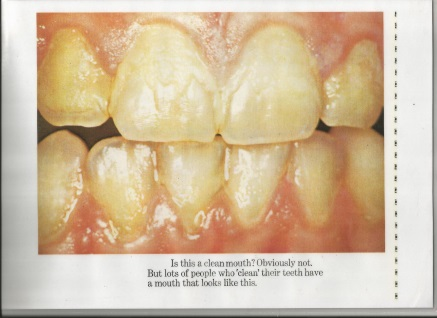 Is this a clean mouth? Obviously not.
But lots of people who 'clean' their teeth have
a mouth that looks like this.